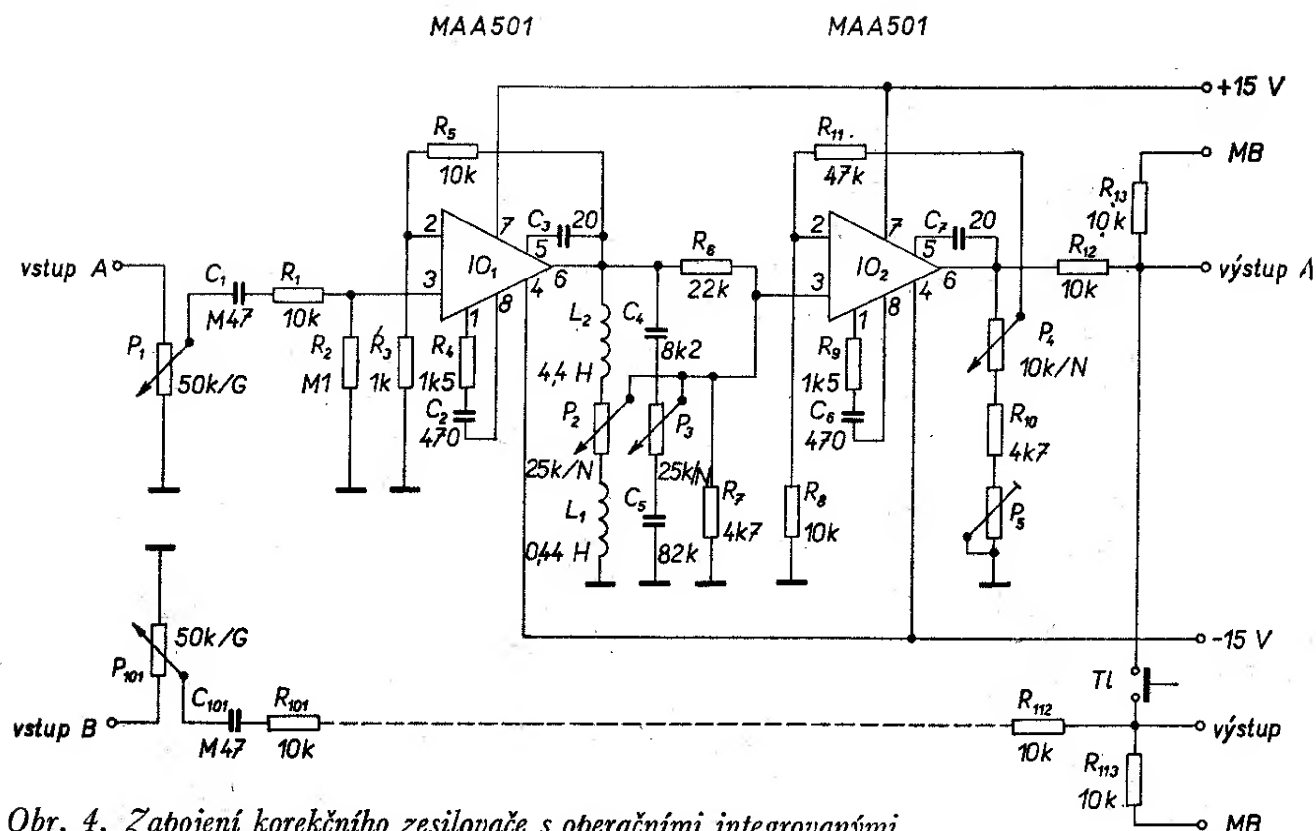 MAA501
MAA501
+15 V
MB
R13
10k
R5
10k
R11
47k
2
7
C3
20
5
IO1
6
3
4
8
1
vstup A
C1
M47
R1
10k
P1
50k/G
R2
M1
R3
1k
R4
1k5
C2
470
L2
4,4 H
P2
25k/N
L1
0,44 H
C4
8k2
R6
22k
P3
25k/N
C5
82k
R7
4k7
2
7
C7
20
5
IO2
6
3
4
8
1
R12
10k
výstup A
R9
1k5
C6
470
R8
10k
P4
10k/N
R10
4k7
P5
-15 V
Tl
50k/G
P101
vstup B
C101
M47
R101
10k
R112
10k
výstup
R113
10k
MB
Obr. 4. Zapojení korekčního zesilovače s operačními integrovanými